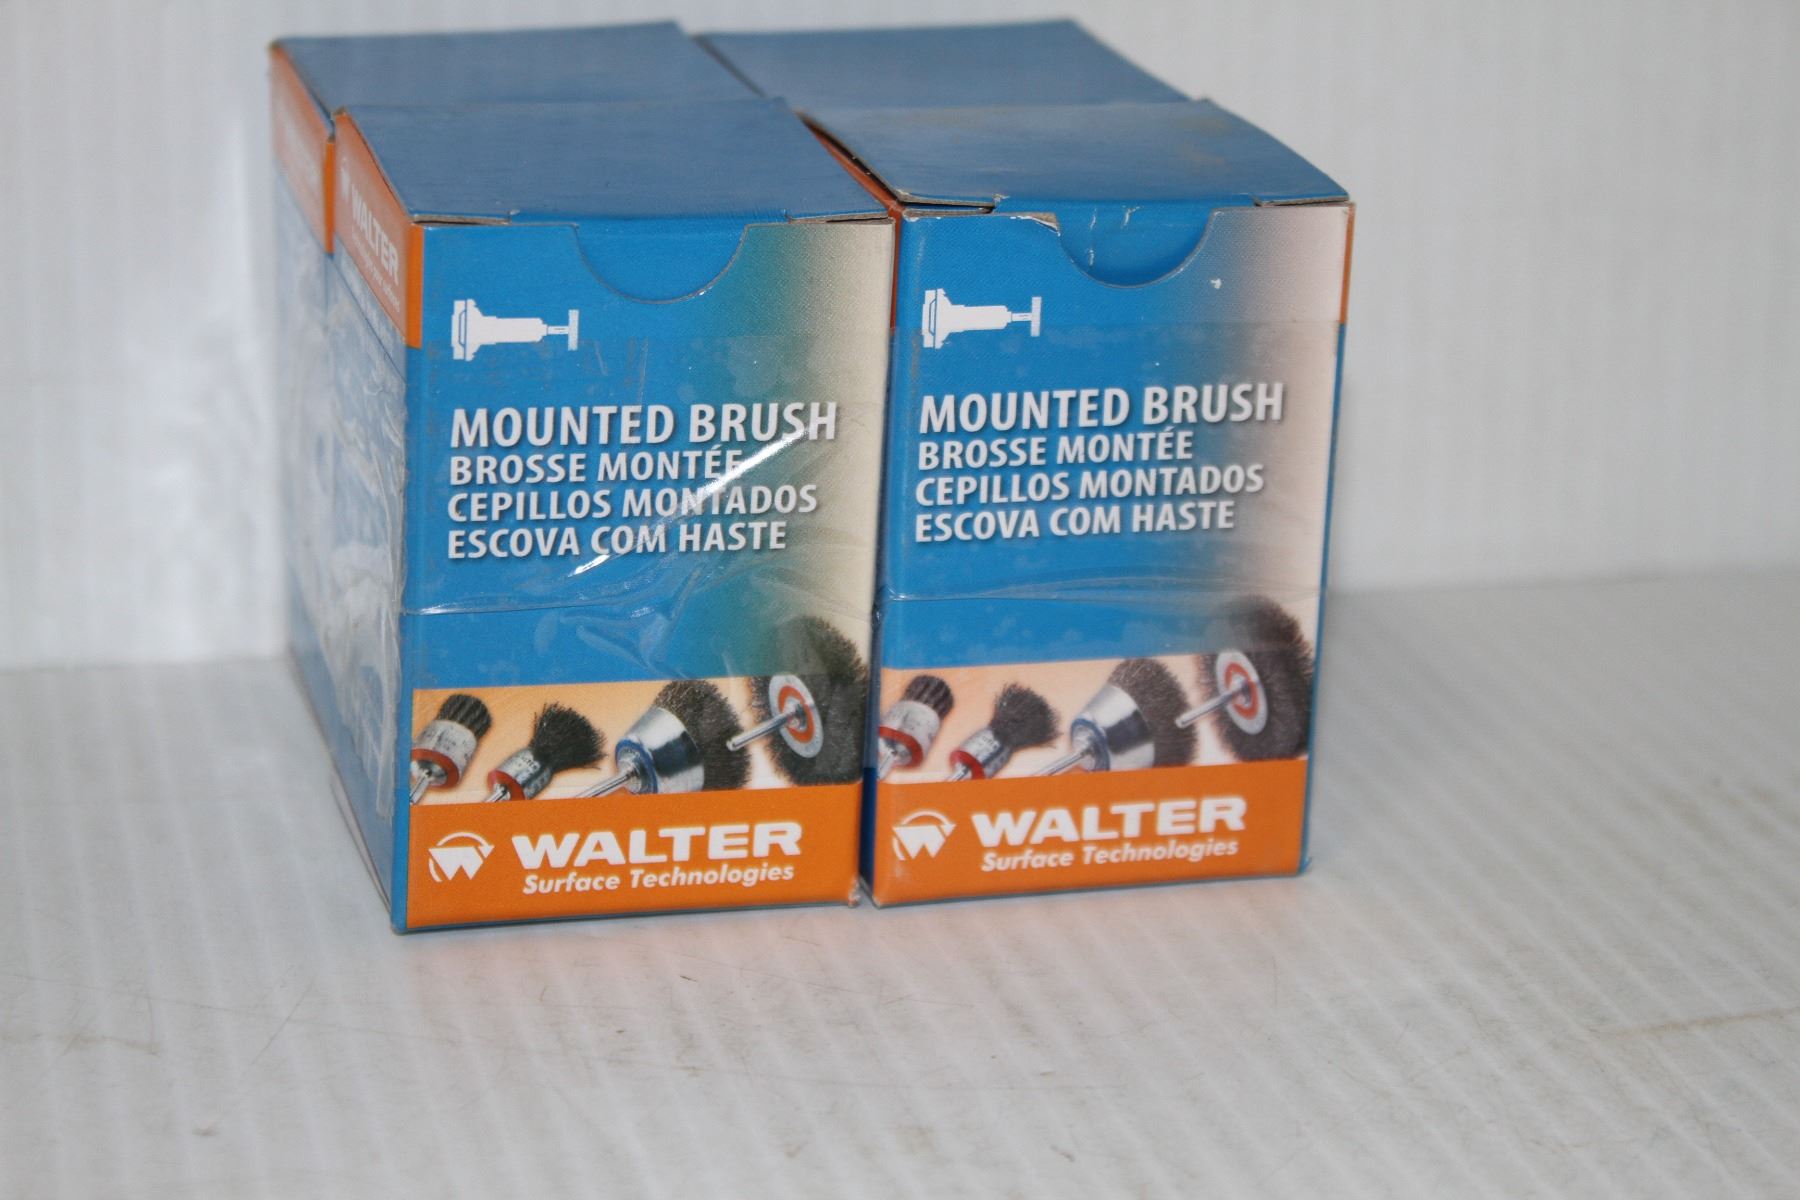 WALTER
MOUNTED BRUSH
BROSSE MONTÉE
CEPILLOS MONTADOS
ESCOVA COM HASTE
WALTER
Surface Technologies
MOUNTED BRUSH
BROSSE MONTÉE
CEPILLOS MONTADOS
ESCOVA COM HASTE
WALTER
Surface Technologies